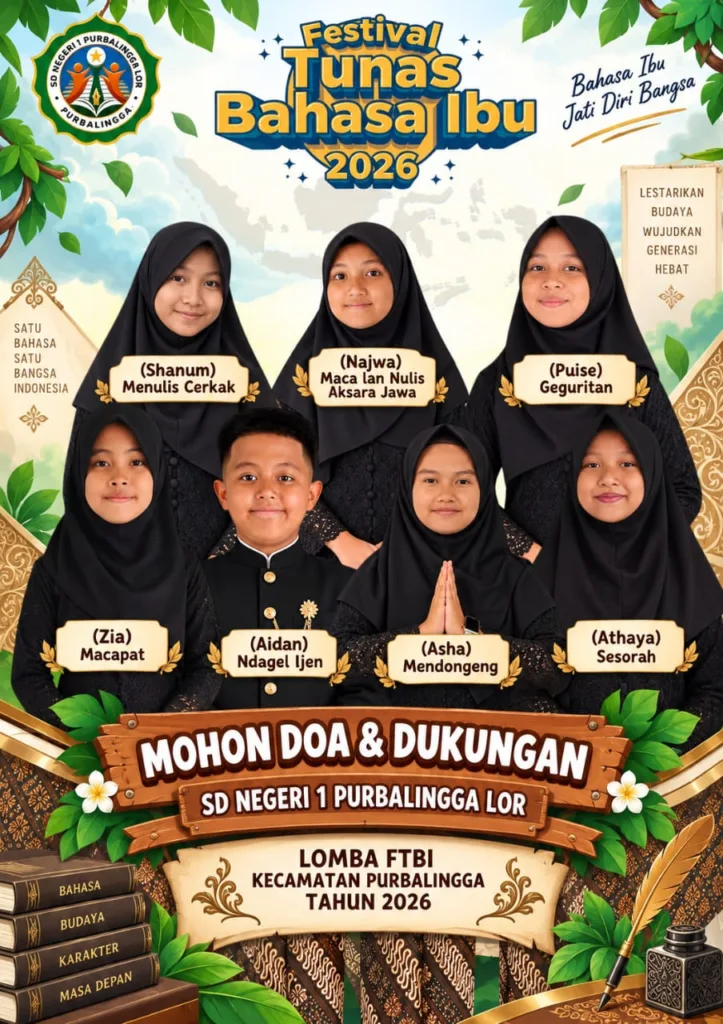 SD NEGERI 1 PURBALINGGA LOR
PURBALINGGA
Festival
Tunas
Bahasa Ibu
2026
Bahasa Ibu
Jati Diri Bangsa
LESTARIKAN
BUDAYA
WUJUDKAN
GENERASI
HEBAT
SATU
BAHASA
SATU
BANGSA
INDONESIA
(Shanum)
Menulis Cerkak
(Najwa)
Maca lan Nulis
Aksara Jawa
(Puise)
Geguritan
(Zia)
Macapat
(Aidan)
Ndagel Ijen
(Asha)
Mendongeng
(Athaya)
Sesorah
MOHON DOA & DUKUNGAN
SD NEGERI 1 PURBALINGGA LOR
LOMBA FTBI
KECAMATAN PURBALINGGA
TAHUN 2026
BAHASA
BUDAYA
KARAKTER
MASA DEPAN